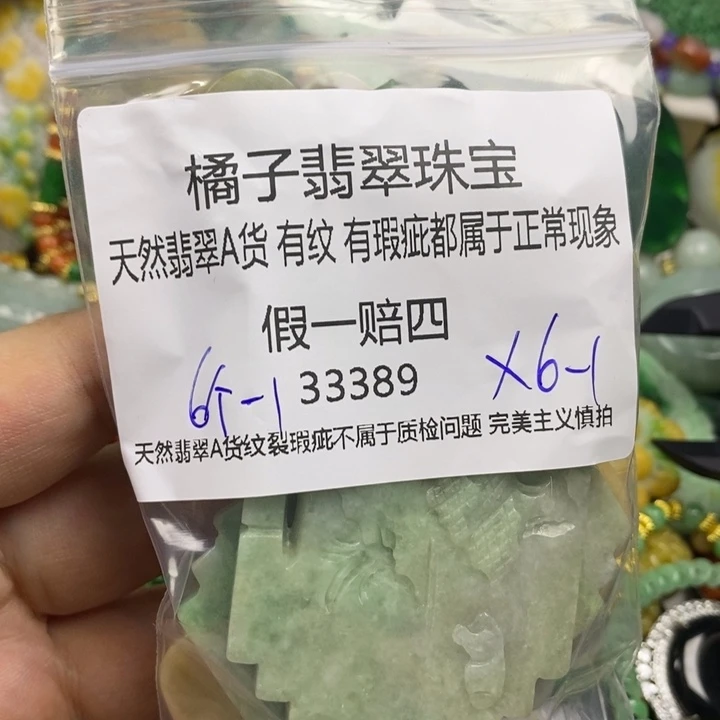 橘子翡翠珠宝
天然翡翠A货 有纹 有瑕疵都属于正常现象
假一赔四
6个-1 33389 X6-1
天然翡翠A货纹裂瑕疵不属于质检问题 完美主义慎拍